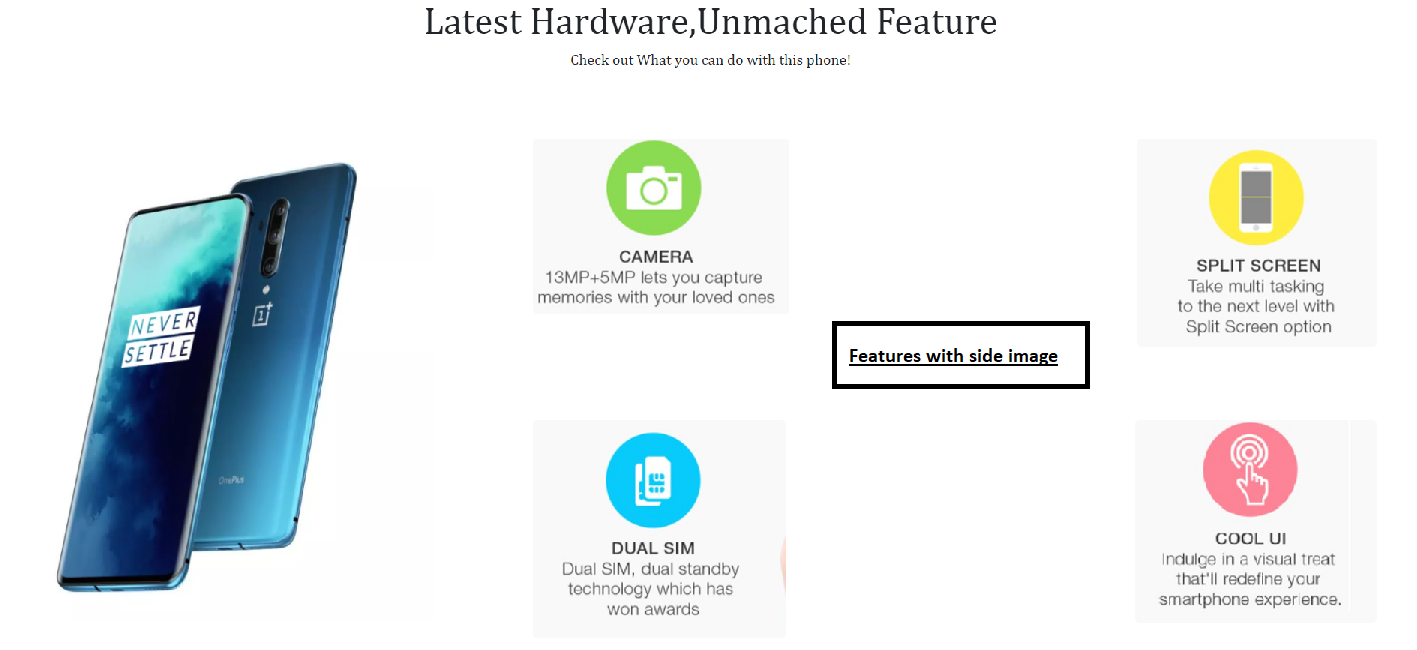 Latest Hardware,Unmached Feature
Check out What you can do with this phone!
NEVER
SETTLE
1+
OnePlus
CAMERA
13MP+5MP lets you capture
memories with your loved ones
SPLIT SCREEN
Take multi tasking
to the next level with
Split Screen option
Features with side image
DUAL SIM
Dual SIM, dual standby
technology which has
won awards
COOL UI
Indulge in a visual treat
that'll redefine your
smartphone experience.